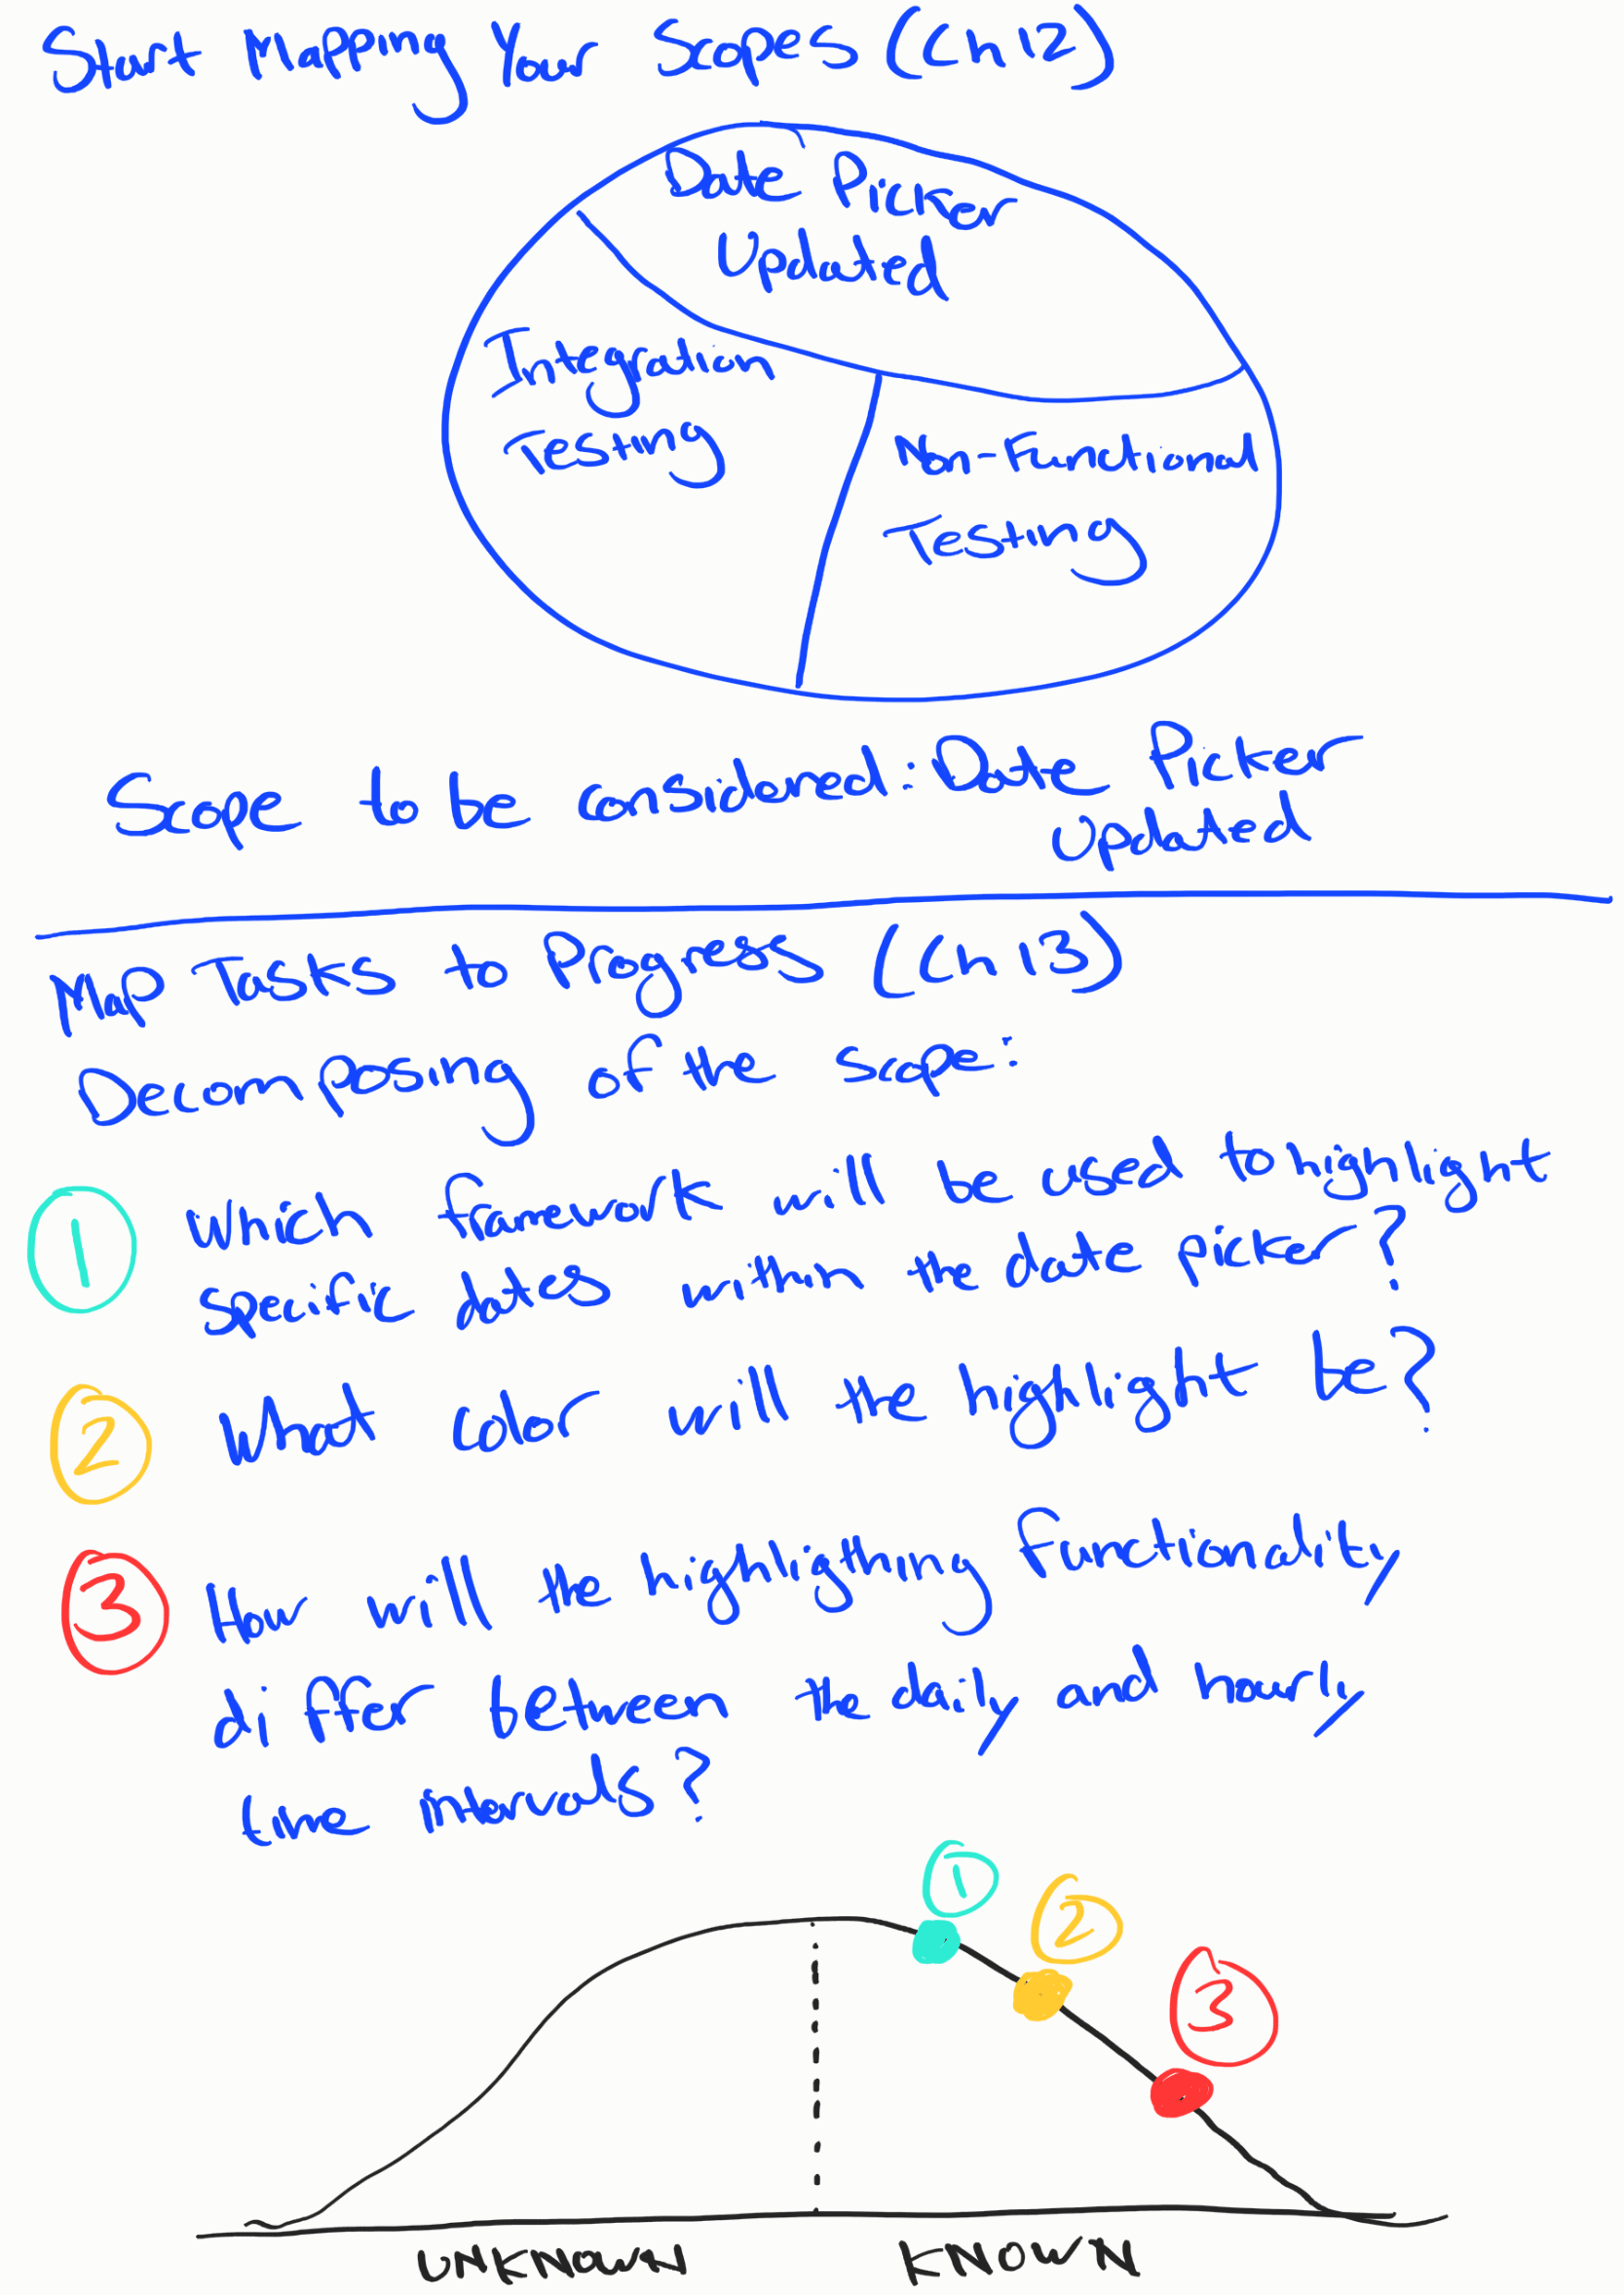 Start Mapping Your Scopes (Ch 12)
Date Picker
Updated
Integration
Testing
Non-Functional
Testing
Scope to be considered: Date Picker
Updated
Map Tasks to Progress (Ch 13)
Decomposing of the scope:
1 which framework will be used to highlight
specific dates within the date picker?
2 what color will the highlight be?
3 How will the highlighting functionality
differ between the daily and hourly
time intervals?
1
2
3
UNKNOWN KNOWN